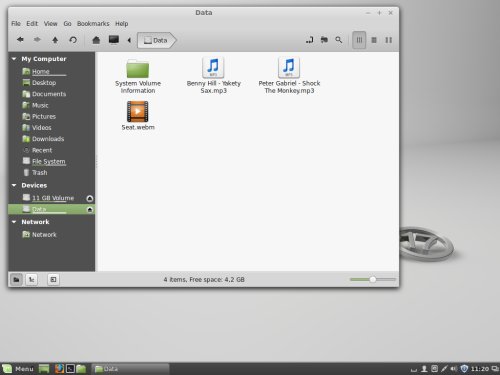 Data
File Edit View Go Bookmarks Help
Data
My Computer
Home
Desktop
Documents
Music
Pictures
Videos
Downloads
Recent
File System
Trash
Devices
11 GB Volume
Data
Network
Network
System Volume
Information
MP3
Benny Hill - Yakety
Sax.mp3
MP3
Peter Gabriel - Shock
The Monkey.mp3
Seat.webm
4 items, Free space: 4,2 GB
Menu
Data
11:20